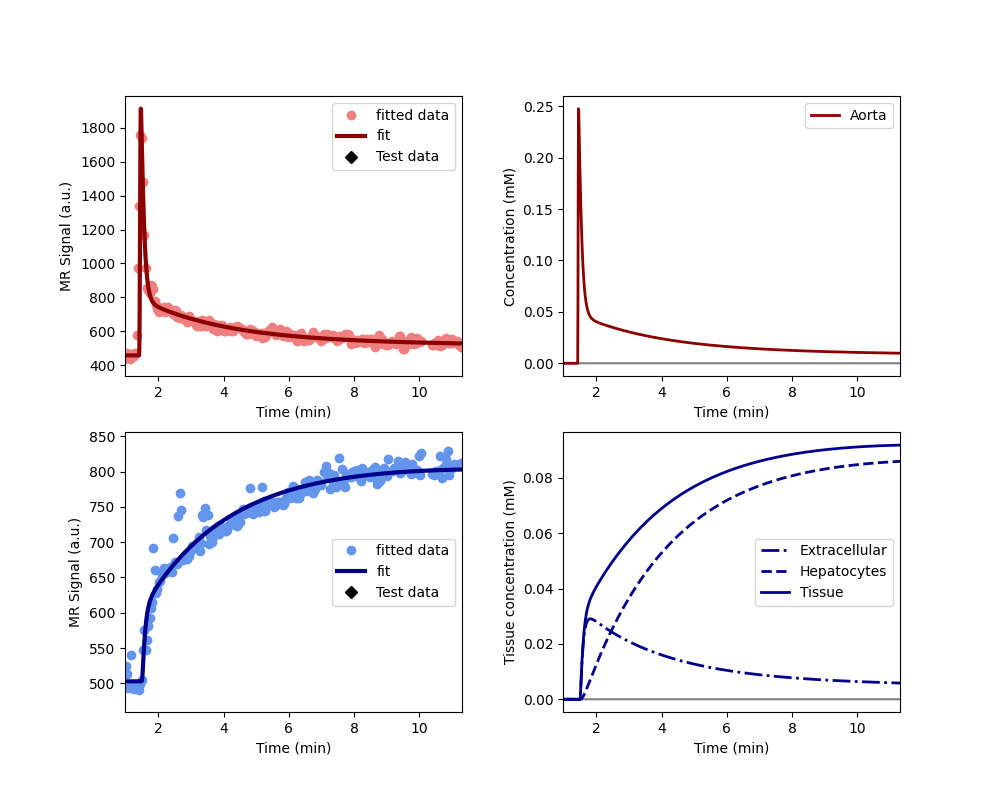 1800
1600
1400
1200
1000
800
600
400
MR Signal (a.u.)
fitted data
fit
Test data
2 4 6 8 10
Time (min)
0.25
0.20
0.15
0.10
0.05
0.00
Concentration (mM)
Aorta
2 4 6 8 10
Time (min)
850
800
750
700
650
600
550
500
MR Signal (a.u.)
fitted data
fit
Test data
2 4 6 8 10
Time (min)
0.08
0.06
0.04
0.02
0.00
Tissue concentration (mM)
Extracellular
Hepatocytes
Tissue
2 4 6 8 10
Time (min)